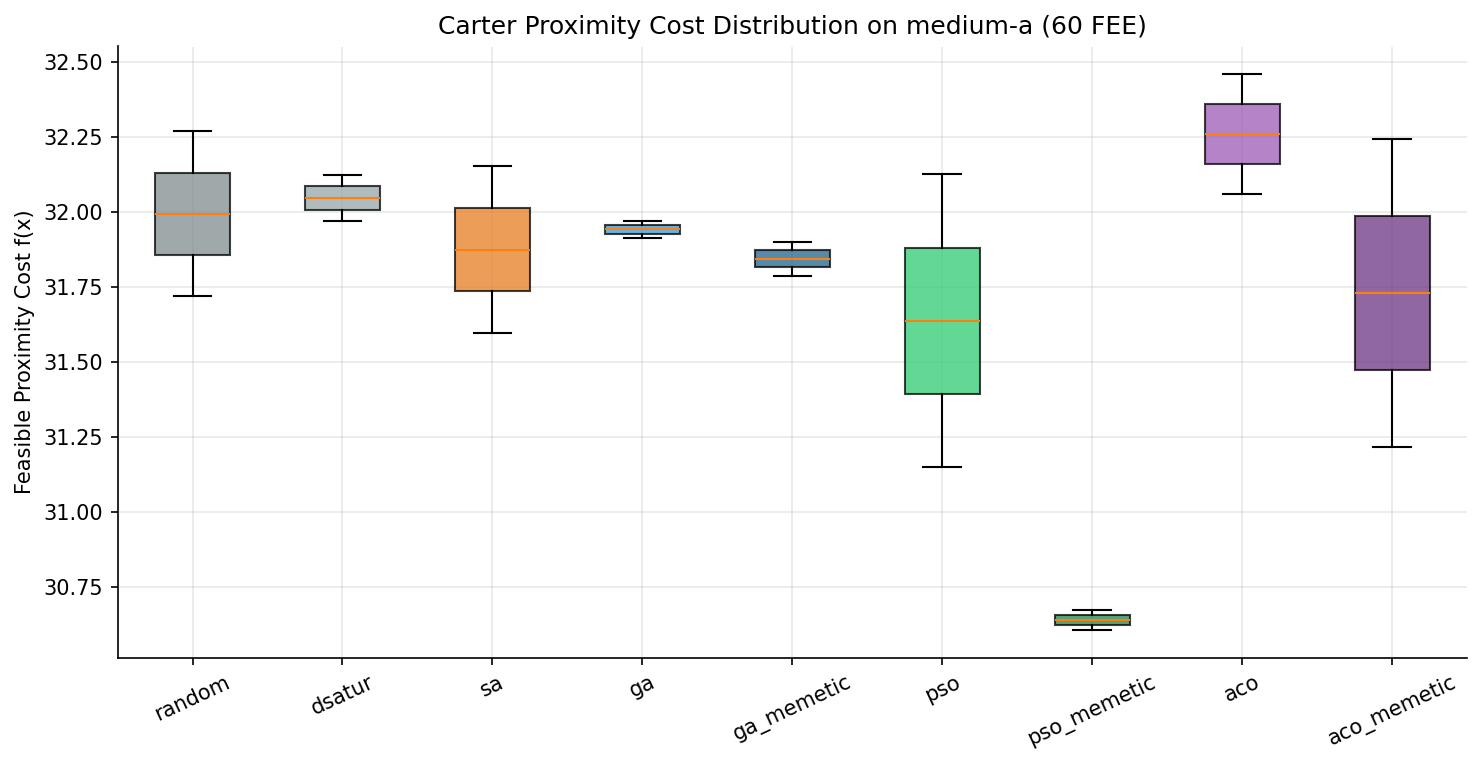 Carter Proximity Cost Distribution on medium-a (60 FEE)
Feasible Proximity Cost f(x)
32.50
32.25
32.00
31.75
31.50
31.25
31.00
30.75
random
dsatur
sa
ga
ga_memetic
pso
pso_memetic
aco
aco_memetic